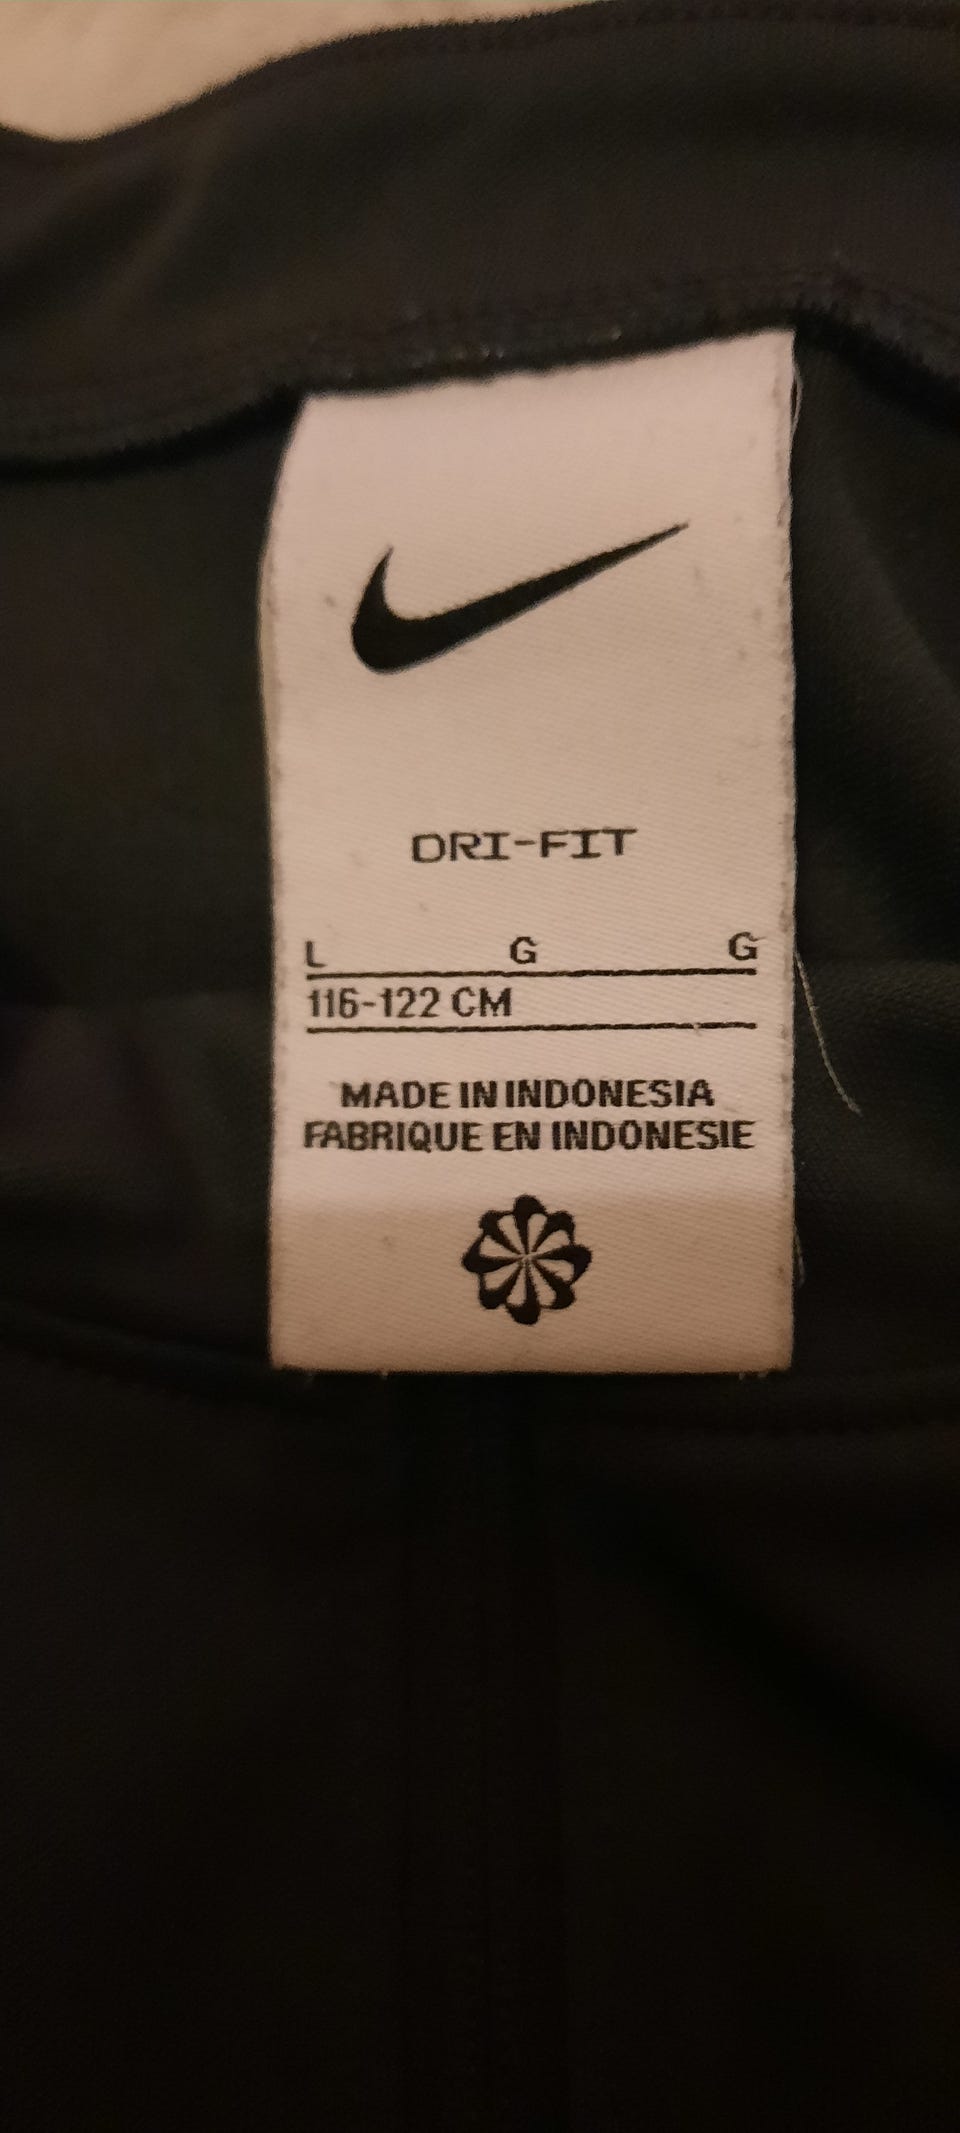 DRI-FIT
L G G
116-122 CM
MADE IN INDONESIA
FABRIQUE EN INDONESIE